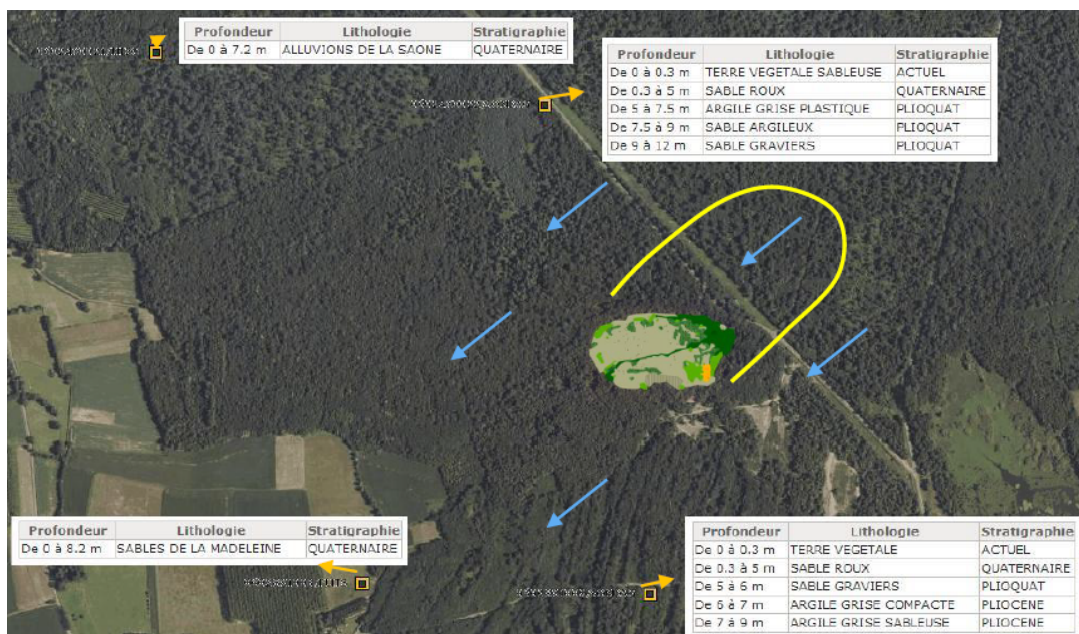 Profondeur Lithologie Stratigraphie
De 0 à 7.2 m ALLUVIONS DE LA SAONE QUATERNAIRE
Profondeur Lithologie Stratigraphie
De 0 à 0.3 m TERRE VEGETALE SABLEUSE ACTUEL
De 0.3 à 5 m SABLE ROUX QUATERNAIRE
De 5 à 7.5 m ARGILE GRISE PLASTIQUE PLIOQUAT
De 7.5 à 9 m SABLE ARGILEUX PLIOQUAT
De 9 à 12 m SABLE GRAVIERS PLIOQUAT
Profondeur Lithologie Stratigraphie
De 0 à 8.2 m SABLES DE LA MADELEINE QUATERNAIRE
Profondeur Lithologie Stratigraphie
De 0 à 0.3 m TERRE VEGETALE ACTUEL
De 0.3 à 5 m SABLE ROUX QUATERNAIRE
De 5 à 6 m SABLE GRAVIERS PLIOQUAT
De 6 à 7 m ARGILE GRISE COMPACTE PLIOCENE
De 7 à 9 m ARGILE GRISE SABLEUSE PLIOCENE